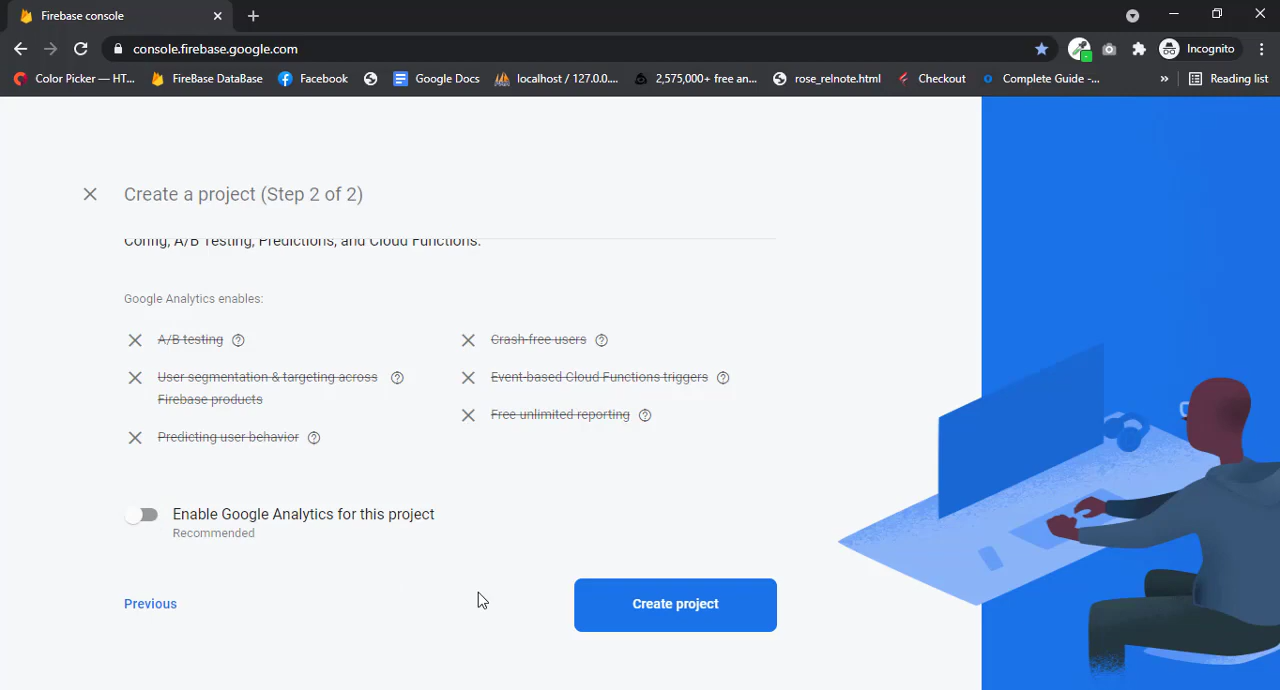 Firebase console
console.firebase.google.com
Incognito
Color Picker — HT...
FireBase DataBase
Facebook
Google Docs
localhost / 127.0.0....
2,575,000+ free an...
rose_relnote.html
Checkout
Complete Guide -...
»
Reading list
Create a project (Step 2 of 2)
Config, A/B Testing, Predictions, and Cloud Functions.
Google Analytics enables:
A/B testing
Crash-free users
User segmentation & targeting across
Firebase products
Event-based Cloud Functions triggers
Free unlimited reporting
Predicting user behavior
Enable Google Analytics for this project
Recommended
Previous
Create project